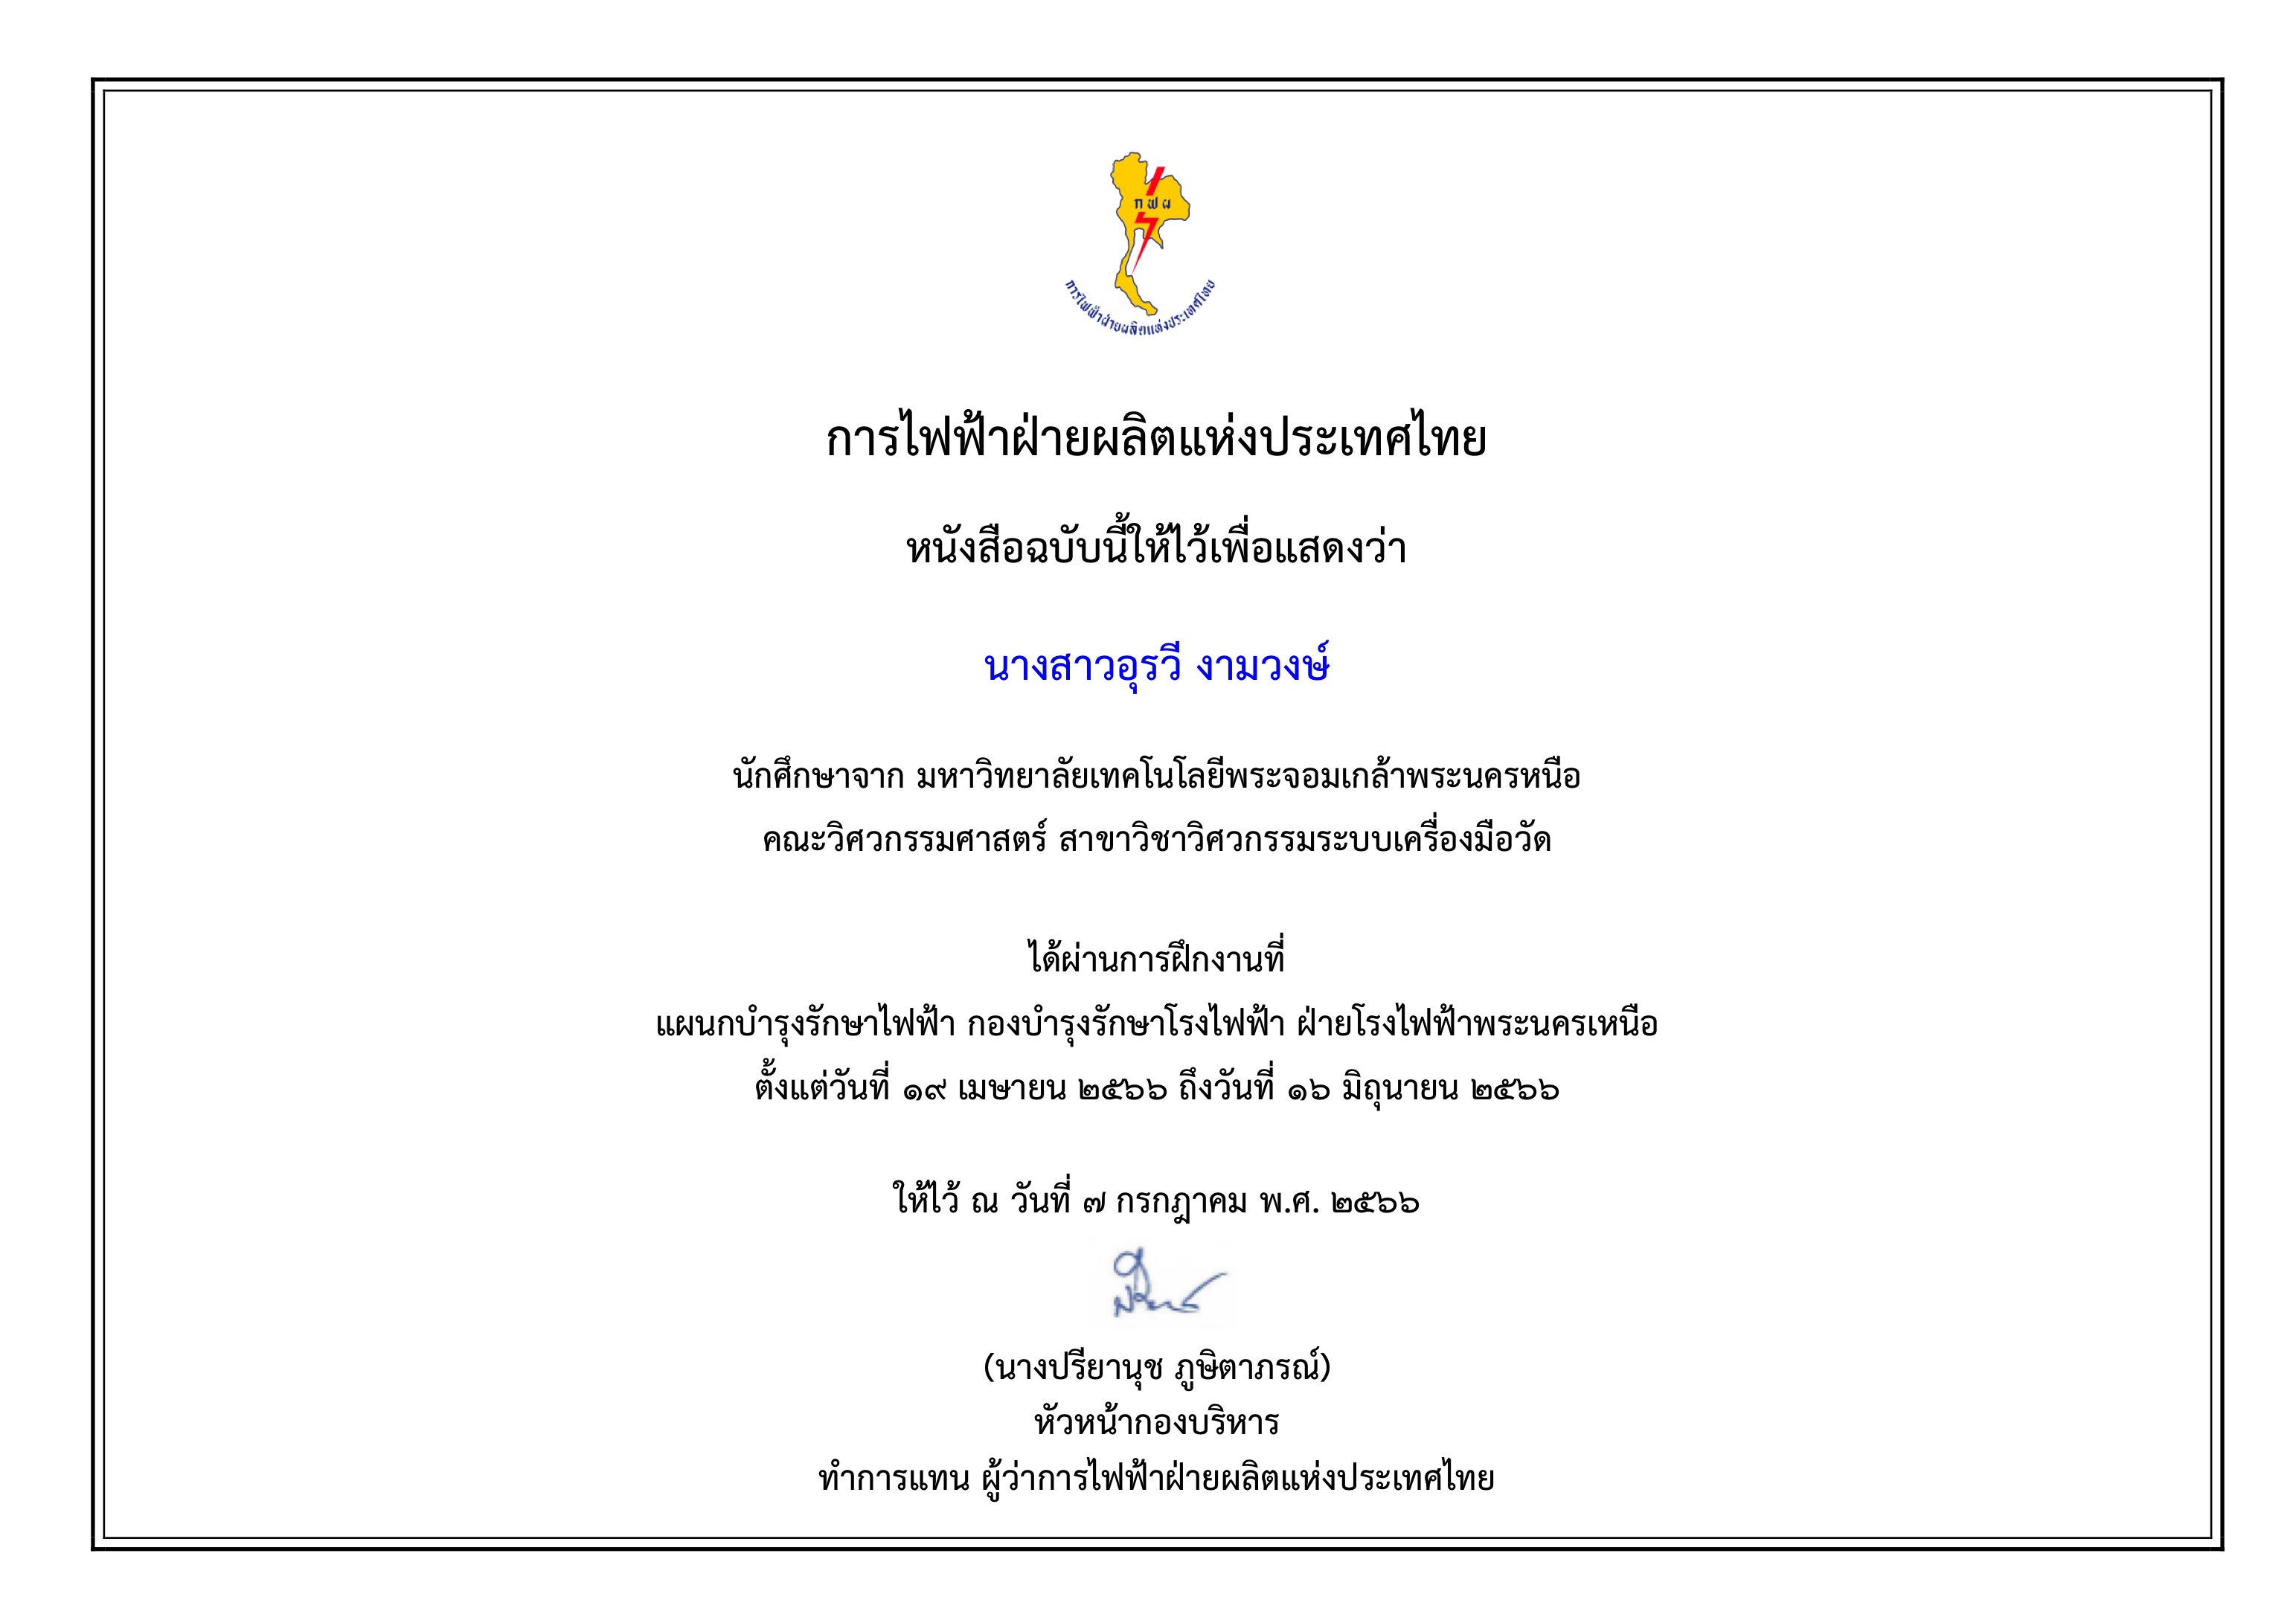 กฟผ
การไฟฟ้าฝ่ายผลิตแห่งประเทศไทย
การไฟฟ้าฝ่ายผลิตแห่งประเทศไทย
หนังสือฉบับนี้ให้ไว้เพื่อแสดงว่า
นางสาวอุรวี งามวงษ์
นักศึกษาจาก มหาวิทยาลัยเทคโนโลยีพระจอมเกล้าพระนครหนือ
คณะวิศวกรรมศาสตร์ สาขาวิชาวิศวกรรมระบบเครื่องมือวัด
ได้ผ่านการฝึกงานที่
แผนกบำรุงรักษาไฟฟ้า กองบำรุงรักษาโรงไฟฟ้า ฝ่ายโรงไฟฟ้าพระนครเหนือ
ตั้งแต่วันที่ ๑๙ เมษายน ๒๕๖๖ ถึงวันที่ ๑๖ มิถุนายน ๒๕๖๖
ให้ไว้ ณ วันที่ ๗ กรกฎาคม พ.ศ. ๒๕๖๖
(นางปรียานุช ภูษิตาภรณ์)
หัวหน้ากองบริหาร
ทำการแทน ผู้ว่าการไฟฟ้าฝ่ายผลิตแห่งประเทศไทย